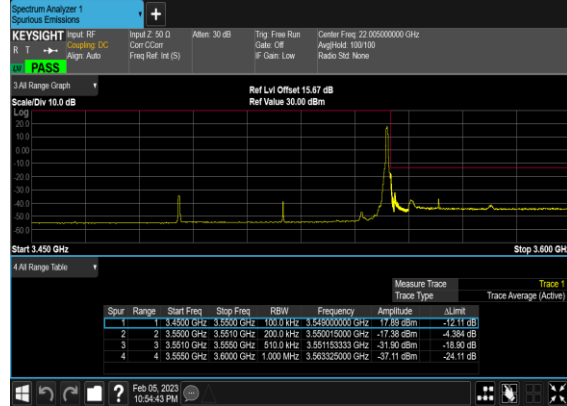 Spectrum Analyzer 1
Spurious Emissions
KEYSIGHT Input: RF Input Z: 50 Ω Atten: 30 dB Trig: Free Run Center Freq: 22.005000000 GHz
R T Coupling: DC Corr CCorr Gate: Off Avg|Hold: 100/100
Align: Auto Freq Ref: Int (S) IF Gain: Low Radio Std: None
PASS
3 All Range Graph Ref Lvl Offset 15.67 dB
Scale/Div 10.0 dB Ref Value 30.00 dBm
Log
20.0
10.0
0.00
-10.0
-20.0
-30.0
-40.0
-50.0
-60.0
Start 3.450 GHz Stop 3.600 GHz
4 All Range Table
Measure Trace Trace 1
Trace Type Trace Average (Active)
Spur Range Start Freq Stop Freq RBW Frequency Amplitude ΔLimit
1 1 3.4500 GHz 3.5500 GHz 100.0 kHz 3.549000000 GHz 17.89 dBm -12.11 dB
2 2 3.5500 GHz 3.5510 GHz 200.0 kHz 3.550015000 GHz -17.38 dBm -4.384 dB
3 3 3.5510 GHz 3.5550 GHz 510.0 kHz 3.551153333 GHz -31.90 dBm -18.90 dB
4 4 3.5550 GHz 3.6000 GHz 1.000 MHz 3.563325000 GHz -37.11 dBm -24.11 dB
Feb 05, 2023
10:54:43 PM